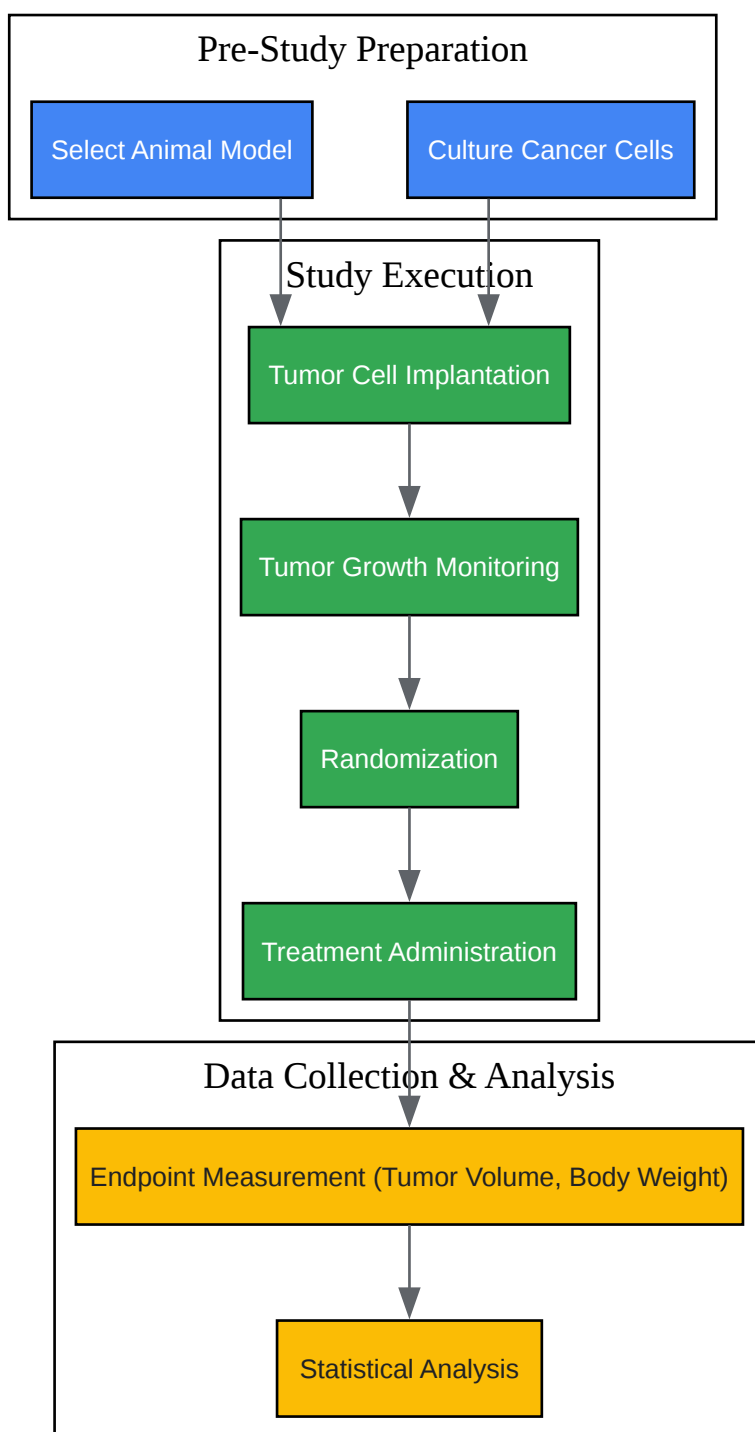 Pre-Study Preparation
Select Animal Model
Culture Cancer Cells
Study Execution
Tumor Cell Implantation
Tumor Growth Monitoring
Randomization
Treatment Administration
Data Collection & Analysis
Endpoint Measurement (Tumor Volume, Body Weight)
Statistical Analysis